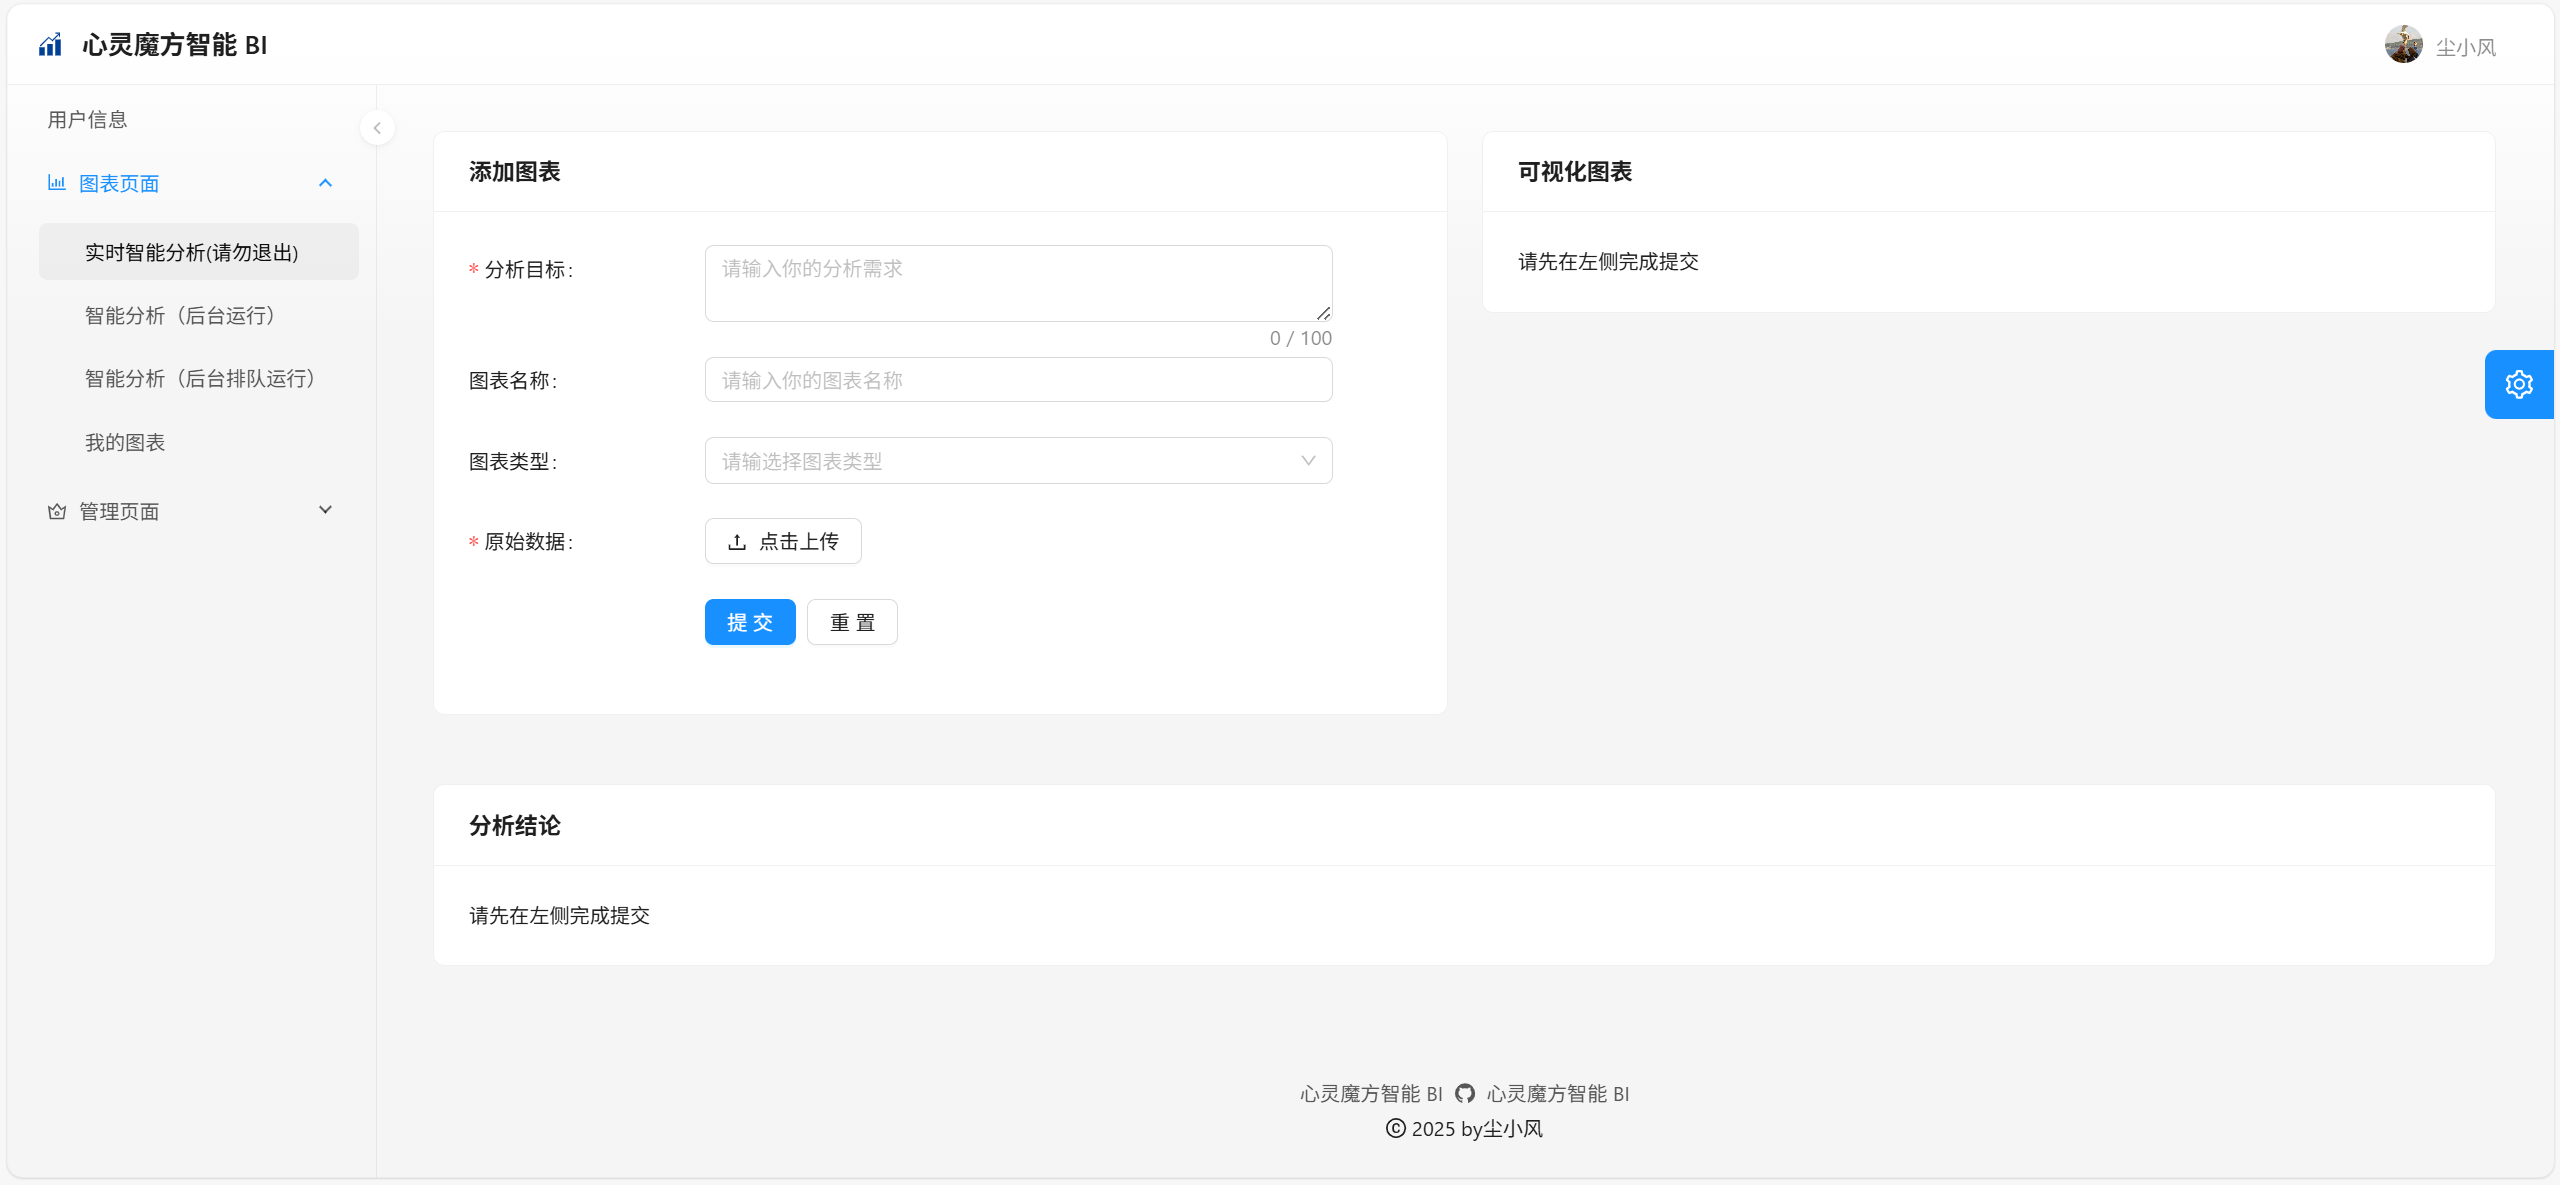 心灵魔方智能 BI
尘小风
用户信息
图表页面
实时智能分析(请勿退出)
智能分析（后台运行）
智能分析（后台排队运行）
我的图表
管理页面
添加图表
* 分析目标:
请输入你的分析需求
0 / 100
图表名称:
请输入你的图表名称
图表类型:
请输选择图表类型
* 原始数据:
点击上传
提 交
重 置
可视化图表
请先在左侧完成提交
分析结论
请先在左侧完成提交
心灵魔方智能 BI 心灵魔方智能 BI
© 2025 by尘小风